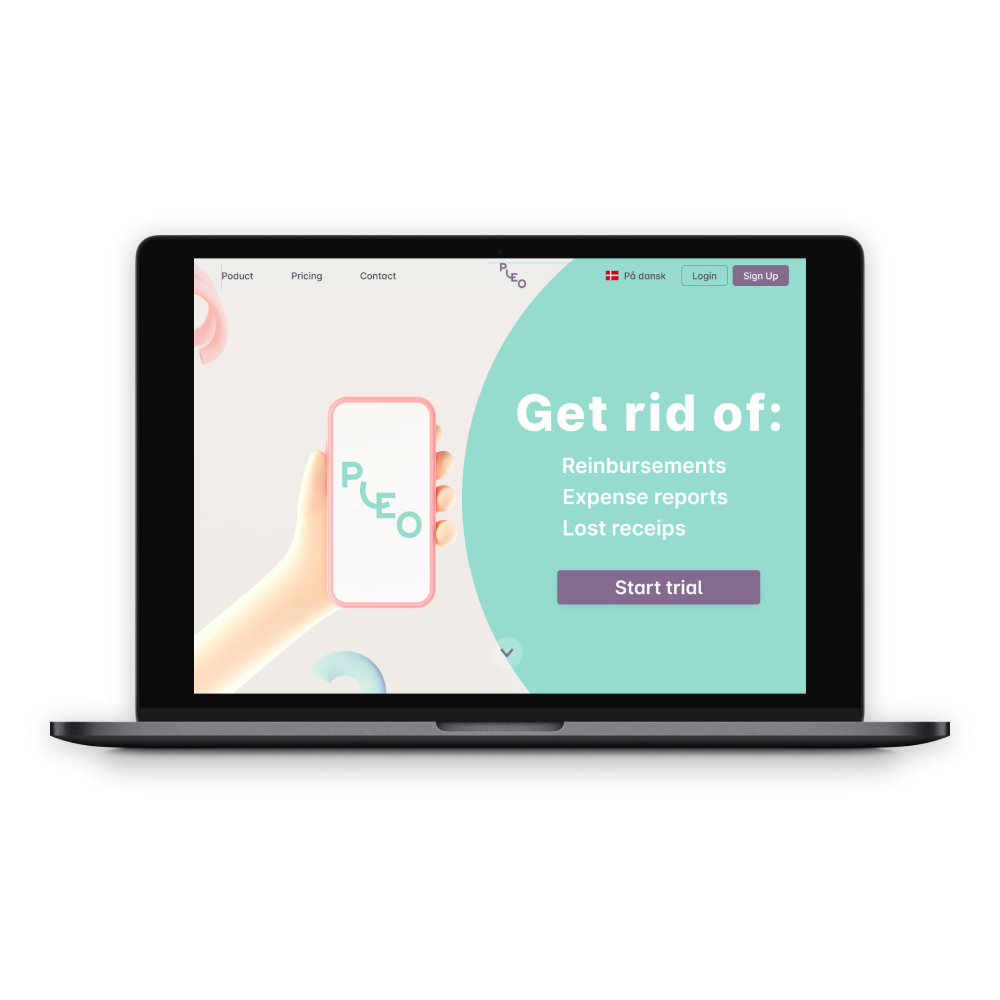 Poduct Pricing Contact PLEO På dansk Login Sign Up
Get rid of:
Reinbursements
Expense reports
Lost receips
Start trial
PLEO